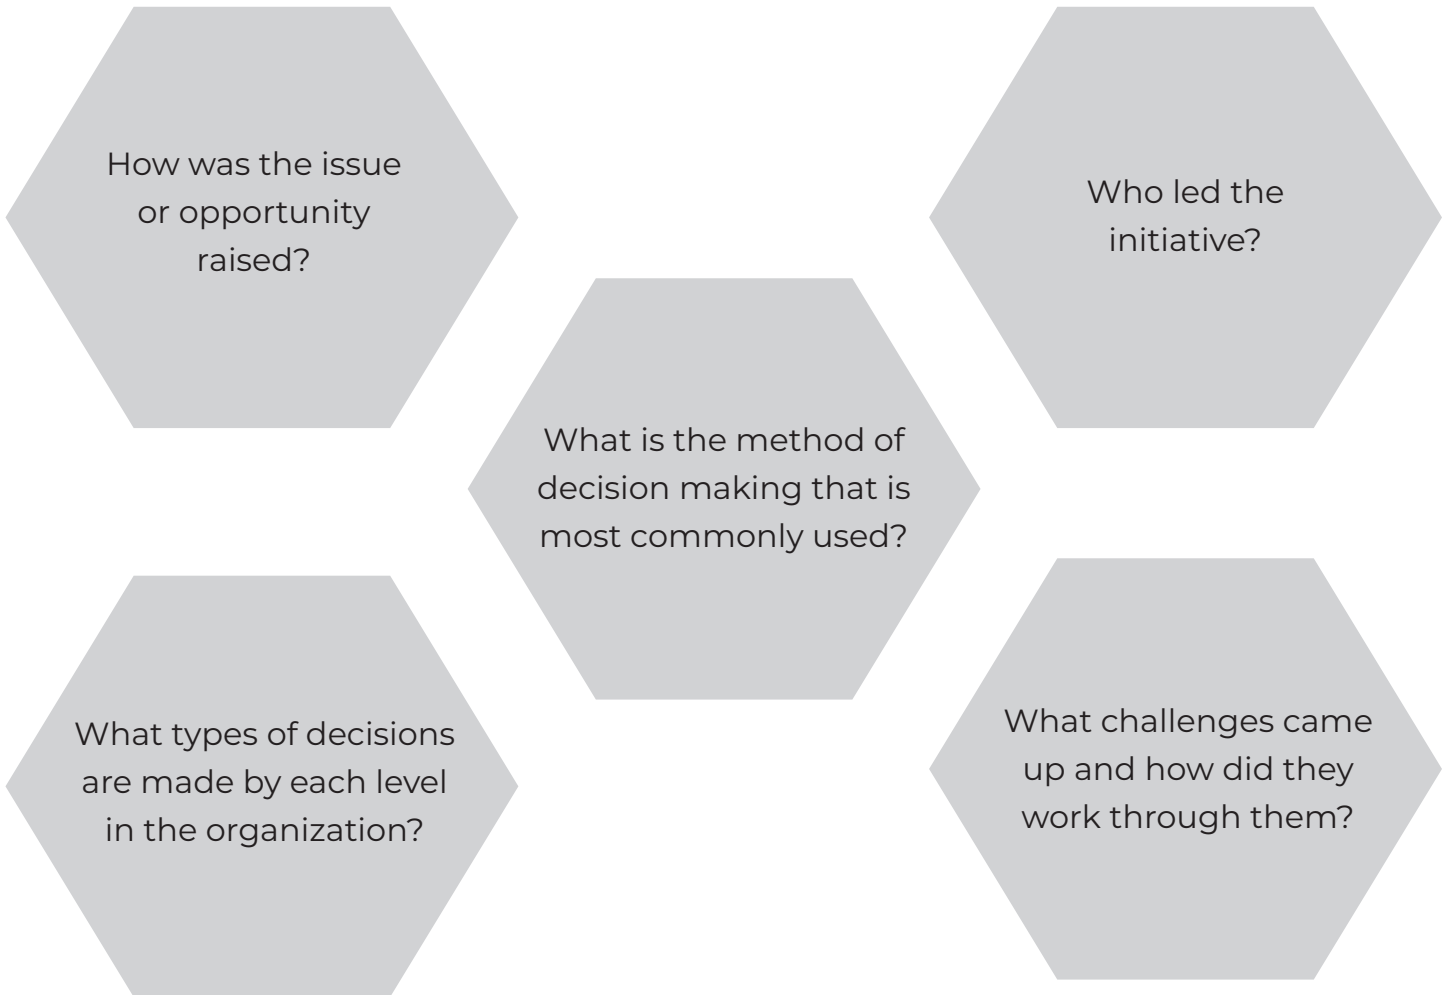 How was the issue
or opportunity
raised?
Who led the
initiative?
What is the method of
decision making that is
most commonly used?
What types of decisions
are made by each level
in the organization?
What challenges came
up and how did they
work through them?